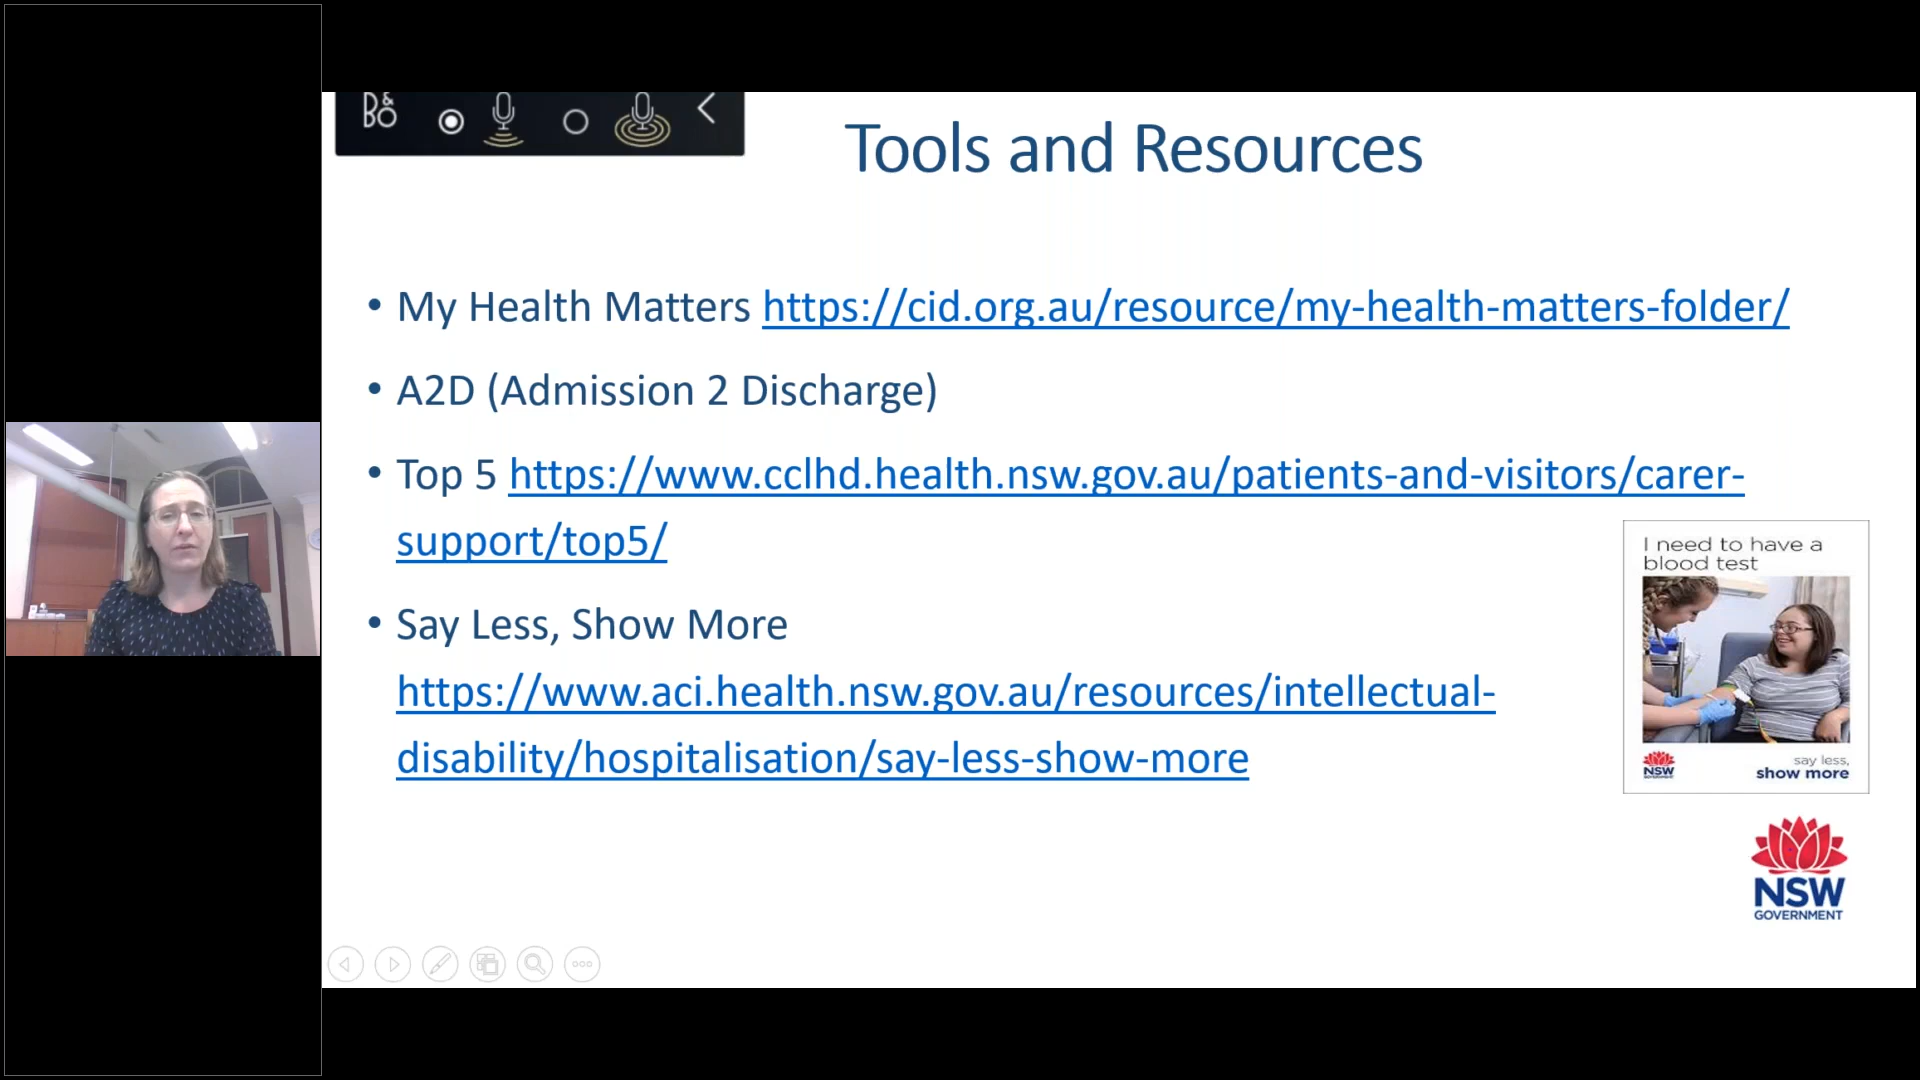 B&O
Tools and Resources
• My Health Matters https://cid.org.au/resource/my-health-matters-folder/
• A2D (Admission 2 Discharge)
• Top 5 https://www.cclhd.health.nsw.gov.au/patients-and-visitors/carer-
support/top5/
• Say Less, Show More
https://www.aci.health.nsw.gov.au/resources/intellectual-
disability/hospitalisation/say-less-show-more
I need to have a
blood test
NSW
GOVERNMENT
say less,
show more
NSW
GOVERNMENT